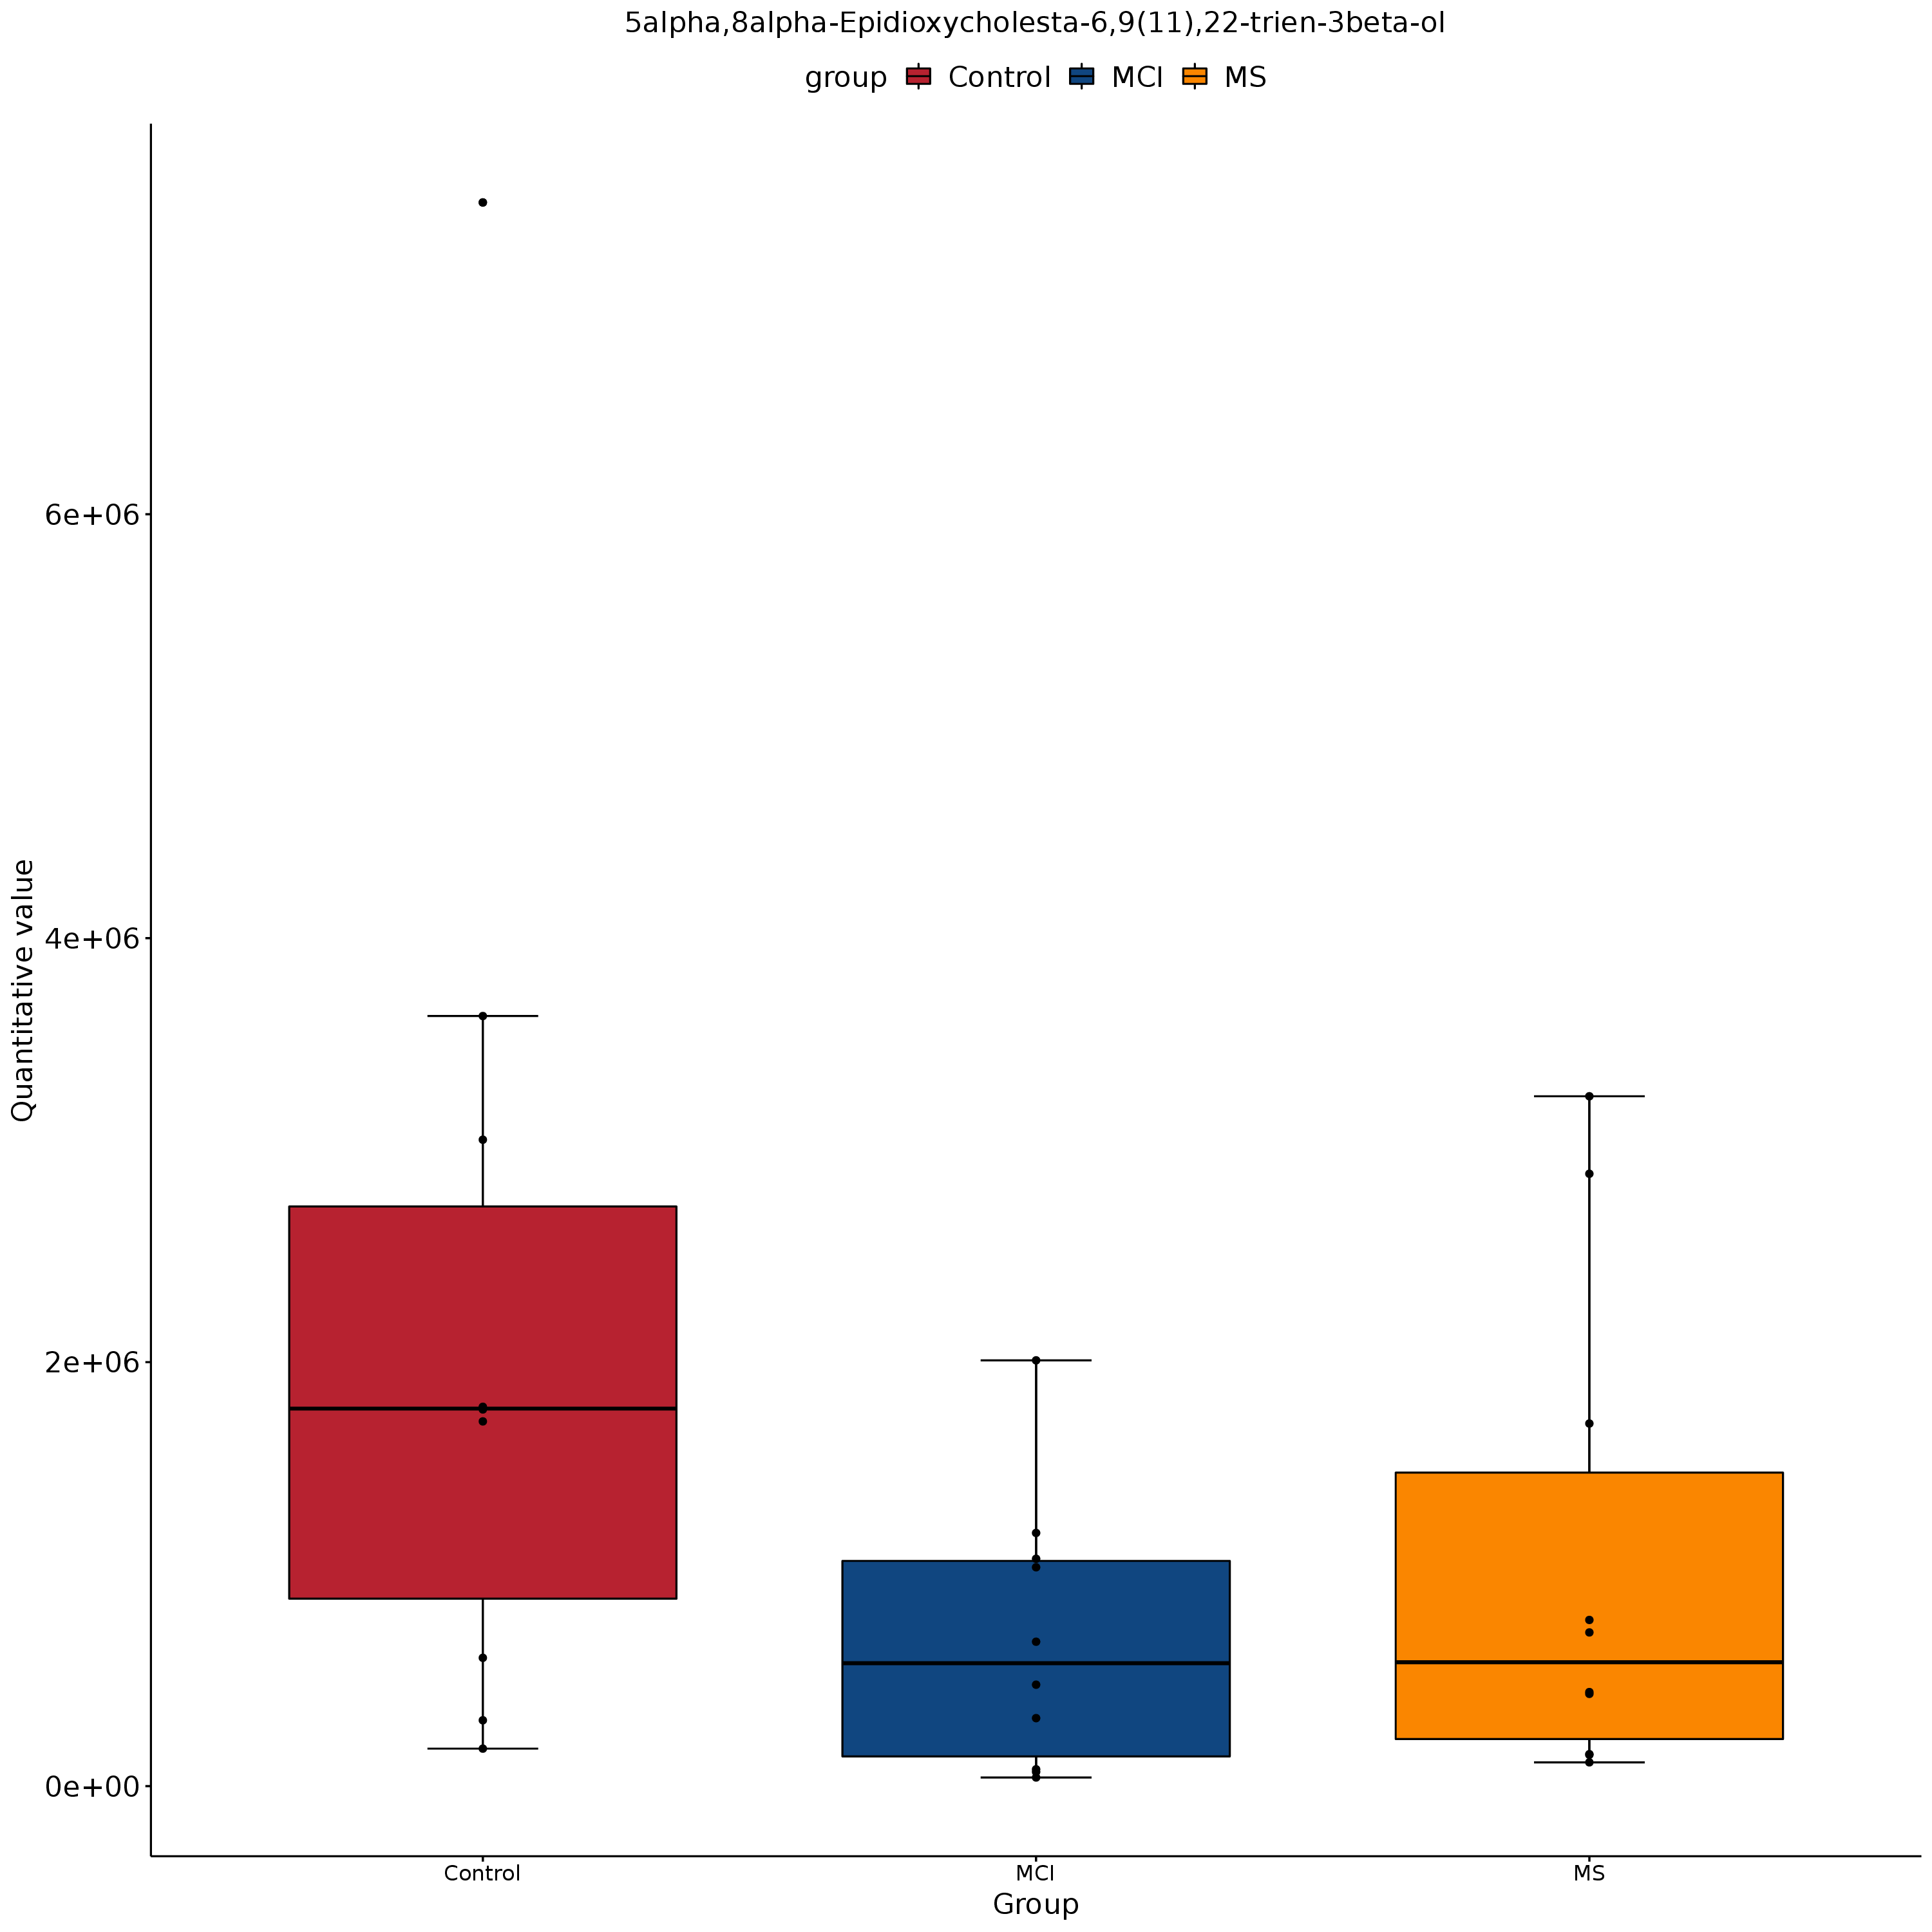 5alpha,8alpha-Epidioxycholesta-6,9(11),22-trien-3beta-ol
group Control MCI MS
Quantitative value
6e+06
4e+06
2e+06
0e+00
Control MCI MS
Group